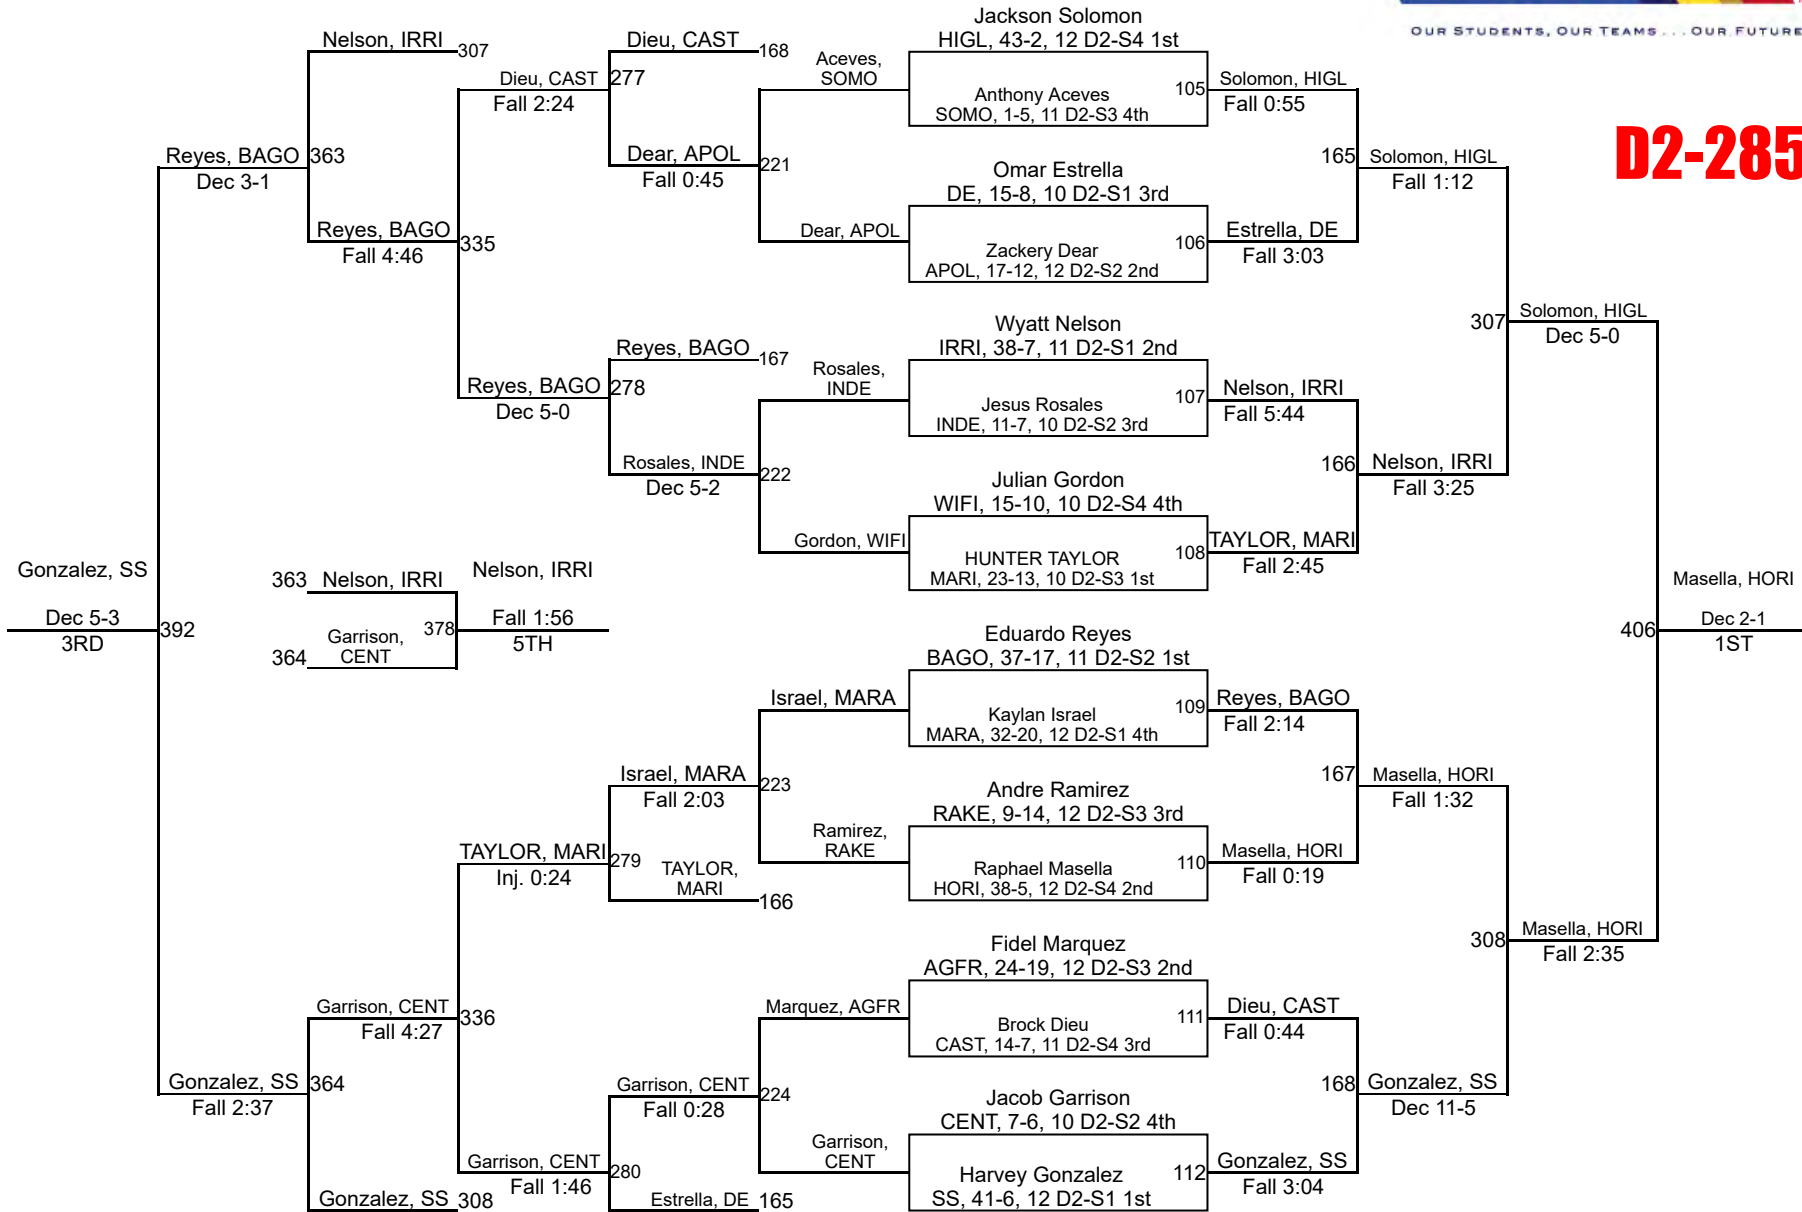 OUR STUDENTS, OUR TEAMS . . . OUR FUTURE
D2-285
Jackson Solomon
HIGL, 43-2, 12 D2-S4 1st
105
Anthony Aceves
SOMO, 1-5, 11 D2-S3 4th
Omar Estrella
DE, 15-8, 10 D2-S1 3rd
106
Zackery Dear
APOL, 17-12, 12 D2-S2 2nd
Wyatt Nelson
IRRI, 38-7, 11 D2-S1 2nd
107
Jesus Rosales
INDE, 11-7, 10 D2-S2 3rd
Julian Gordon
WIFI, 15-10, 10 D2-S4 4th
108
HUNTER TAYLOR
MARI, 23-13, 10 D2-S3 1st
Eduardo Reyes
BAGO, 37-17, 11 D2-S2 1st
109
Kaylan Israel
MARA, 32-20, 12 D2-S1 4th
Andre Ramirez
RAKE, 9-14, 12 D2-S3 3rd
110
Raphael Masella
HORI, 38-5, 12 D2-S4 2nd
Fidel Marquez
AGFR, 24-19, 12 D2-S3 2nd
111
Brock Dieu
CAST, 14-7, 11 D2-S4 3rd
Jacob Garrison
CENT, 7-6, 10 D2-S2 4th
112
Harvey Gonzalez
SS, 41-6, 12 D2-S1 1st
Solomon, HIGL
Fall 0:55
Estrella, DE
Fall 3:03
Nelson, IRRI
Fall 5:44
TAYLOR, MARI
Fall 2:45
Reyes, BAGO
Fall 2:14
Masella, HORI
Fall 0:19
Dieu, CAST
Fall 0:44
Gonzalez, SS
Fall 3:04
165
Solomon, HIGL
Fall 1:12
166
Nelson, IRRI
Fall 3:25
167
Masella, HORI
Fall 1:32
168
Gonzalez, SS
Dec 11-5
307
Solomon, HIGL
Dec 5-0
308
Masella, HORI
Fall 2:35
406
Masella, HORI
Dec 2-1
1ST
Aceves,
SOMO
Dear, APOL
Rosales,
INDE
Gordon, WIFI
Israel, MARA
Ramirez,
RAKE
Marquez, AGFR
Garrison,
CENT
Dieu, CAST
168
Dear, APOL
221
Fall 0:45
Reyes, BAGO
167
Rosales, INDE
222
Dec 5-2
Israel, MARA
223
Fall 2:03
TAYLOR,
MARI
166
Garrison, CENT
224
Fall 0:28
Estrella, DE
165
Dieu, CAST
277
Fall 2:24
Reyes, BAGO
278
Dec 5-0
TAYLOR, MARI
279
Inj. 0:24
Garrison, CENT
280
Fall 1:46
Nelson, IRRI
307
Reyes, BAGO
335
Fall 4:46
Garrison, CENT
336
Fall 4:27
Gonzalez, SS
308
Reyes, BAGO
363
Dec 3-1
Gonzalez, SS
364
Fall 2:37
Gonzalez, SS
Dec 5-3
392
3RD
363
Nelson, IRRI
364
Garrison,
CENT
378
Nelson, IRRI
Fall 1:56
5TH